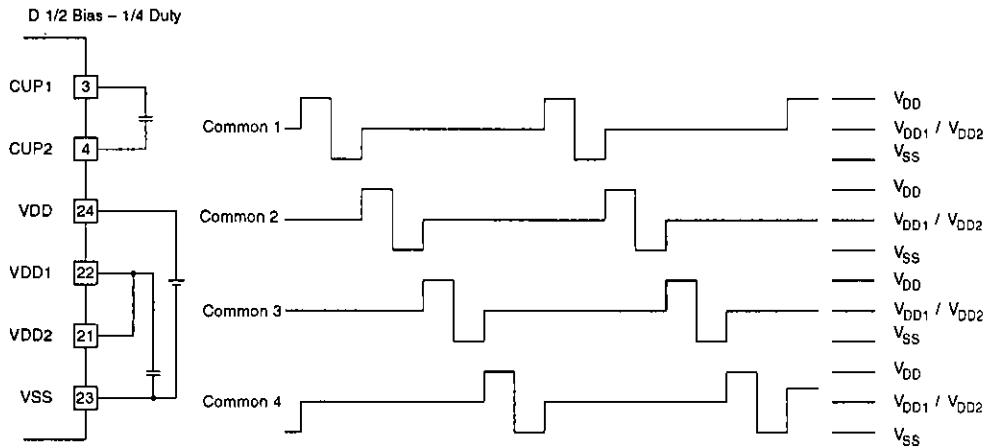 D 1/2 Bias – 1/4 Duty
CUP1 3
CUP2 4
VDD 24
VDD1 22
VDD2 21
VSS 23
Common 1
VDD
VDD1 / VDD2
VSS
Common 2
VDD
VDD1 / VDD2
VSS
Common 3
VDD
VDD1 / VDD2
VSS
Common 4
VDD
VDD1 / VDD2
VSS